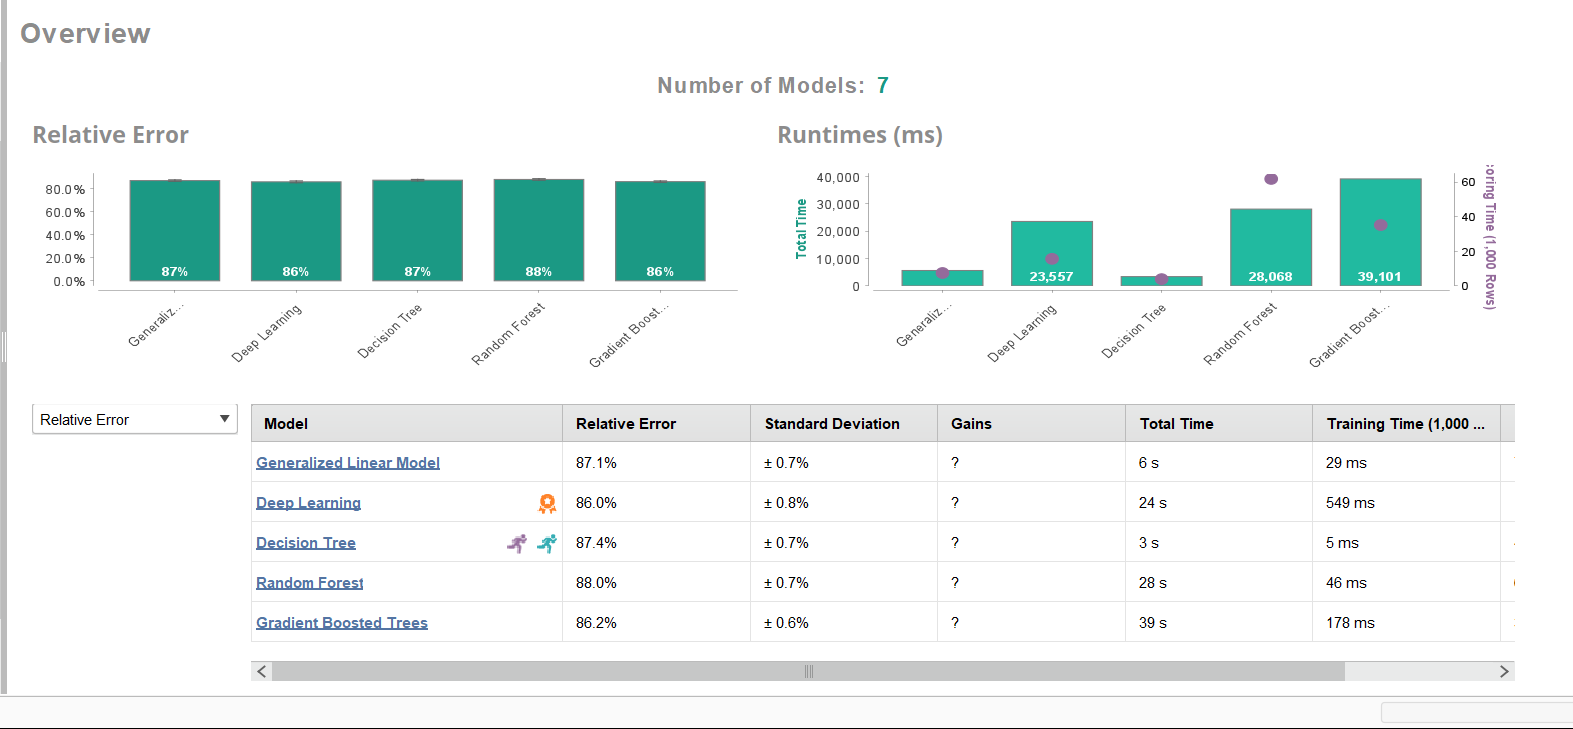 Overview
Number of Models: 7
Relative Error
80.0%
60.0%
40.0%
20.0%
0.0%
87%
86%
87%
88%
86%
Generaliz...
Deep Learning
Decision Tree
Random Forest
Gradient Boost...
Runtimes (ms)
Total Time
40,000
30,000
20,000
10,000
0
23,557
28,068
39,101
60
40
20
0
oring Time (1,000 Rows)
Generaliz...
Deep Learning
Decision Tree
Random Forest
Gradient Boost...
Relative Error
Model Relative Error Standard Deviation Gains Total Time Training Time (1,000 ...
Generalized Linear Model 87.1% ± 0.7% ? 6 s 29 ms
Deep Learning 86.0% ± 0.8% ? 24 s 549 ms
Decision Tree 87.4% ± 0.7% ? 3 s 5 ms
Random Forest 88.0% ± 0.7% ? 28 s 46 ms
Gradient Boosted Trees 86.2% ± 0.6% ? 39 s 178 ms